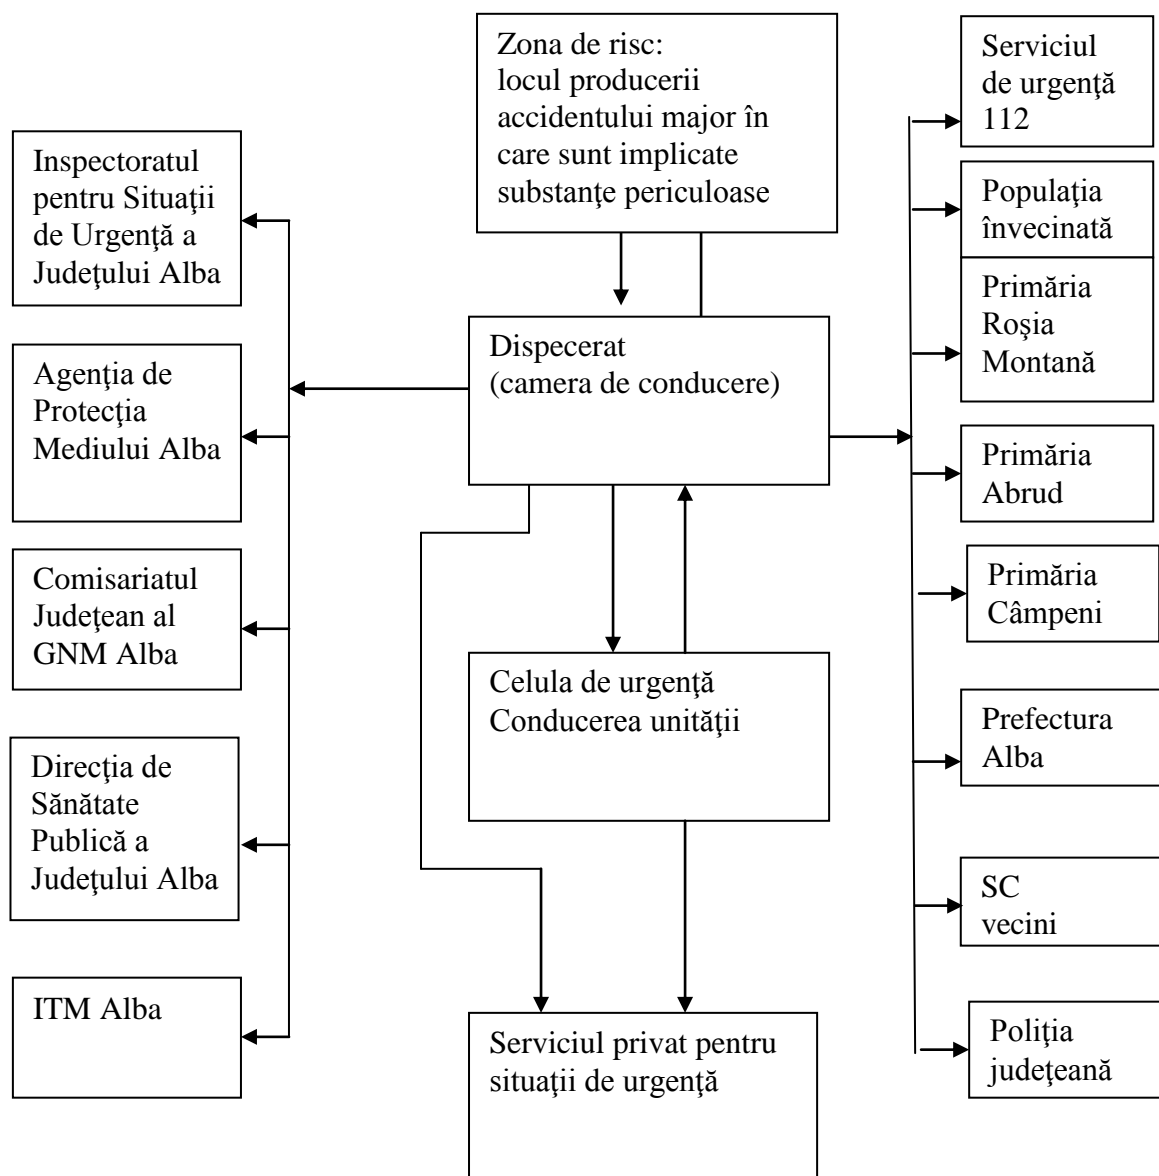 Zona de risc:
locul producerii
accidentului major în
care sunt implicate
substanţe periculoase
Serviciul
de urgenţă
112
Inspectoratul
pentru Situaţii
de Urgenţă a
Judeţului Alba
Populaţia
învecinată
Primăria
Roşia
Montană
Dispecerat
(camera de conducere)
Agenţia de
Protecţia
Mediului Alba
Primăria
Abrud
Comisariatul
Judeţean al
GNM Alba
Primăria
Câmpeni
Celula de urgenţă
Conducerea unităţii
Prefectura
Alba
Direcţia de
Sănătate
Publică a
Judeţului Alba
SC
vecini
ITM Alba
Serviciul privat pentru
situaţii de urgenţă
Poliţia
judeţeană